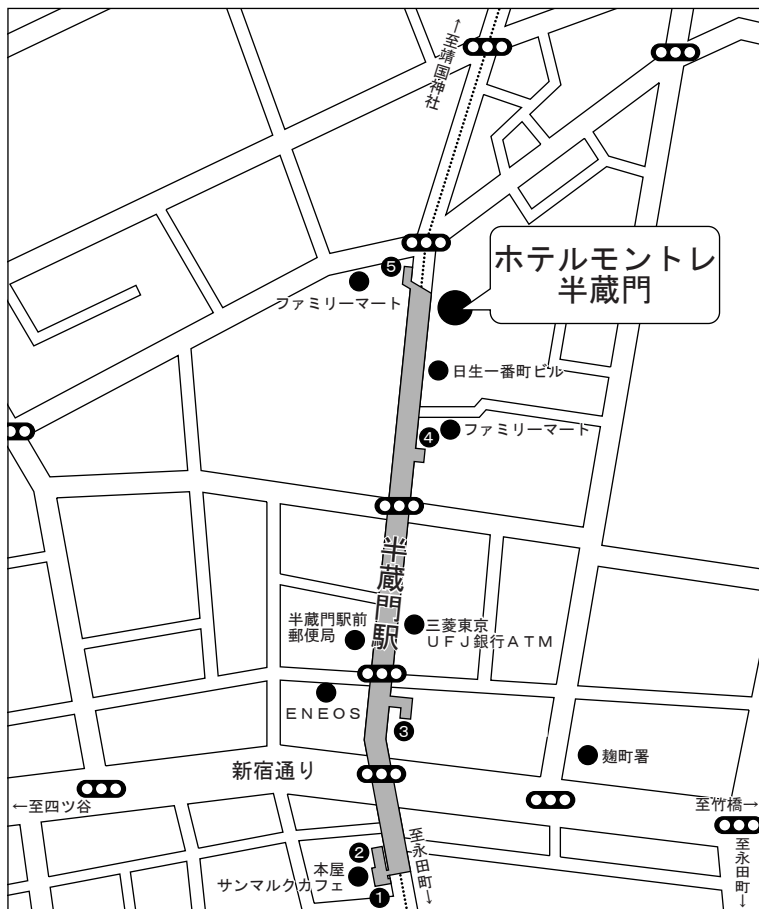 ←至靖国神社
ホテルモントレ
半蔵門
❺
ファミリーマート
日生一番町ビル
❹
ファミリーマート
半蔵門駅
半蔵門駅前
郵便局
三菱東京
ＵＦＪ銀行ＡＴＭ
ＥＮＥＯＳ
❸
麹町署
新宿通り
←至四ツ谷
至竹橋→
至永田町→
至永田町→
❷
本屋
サンマルクカフェ
❶